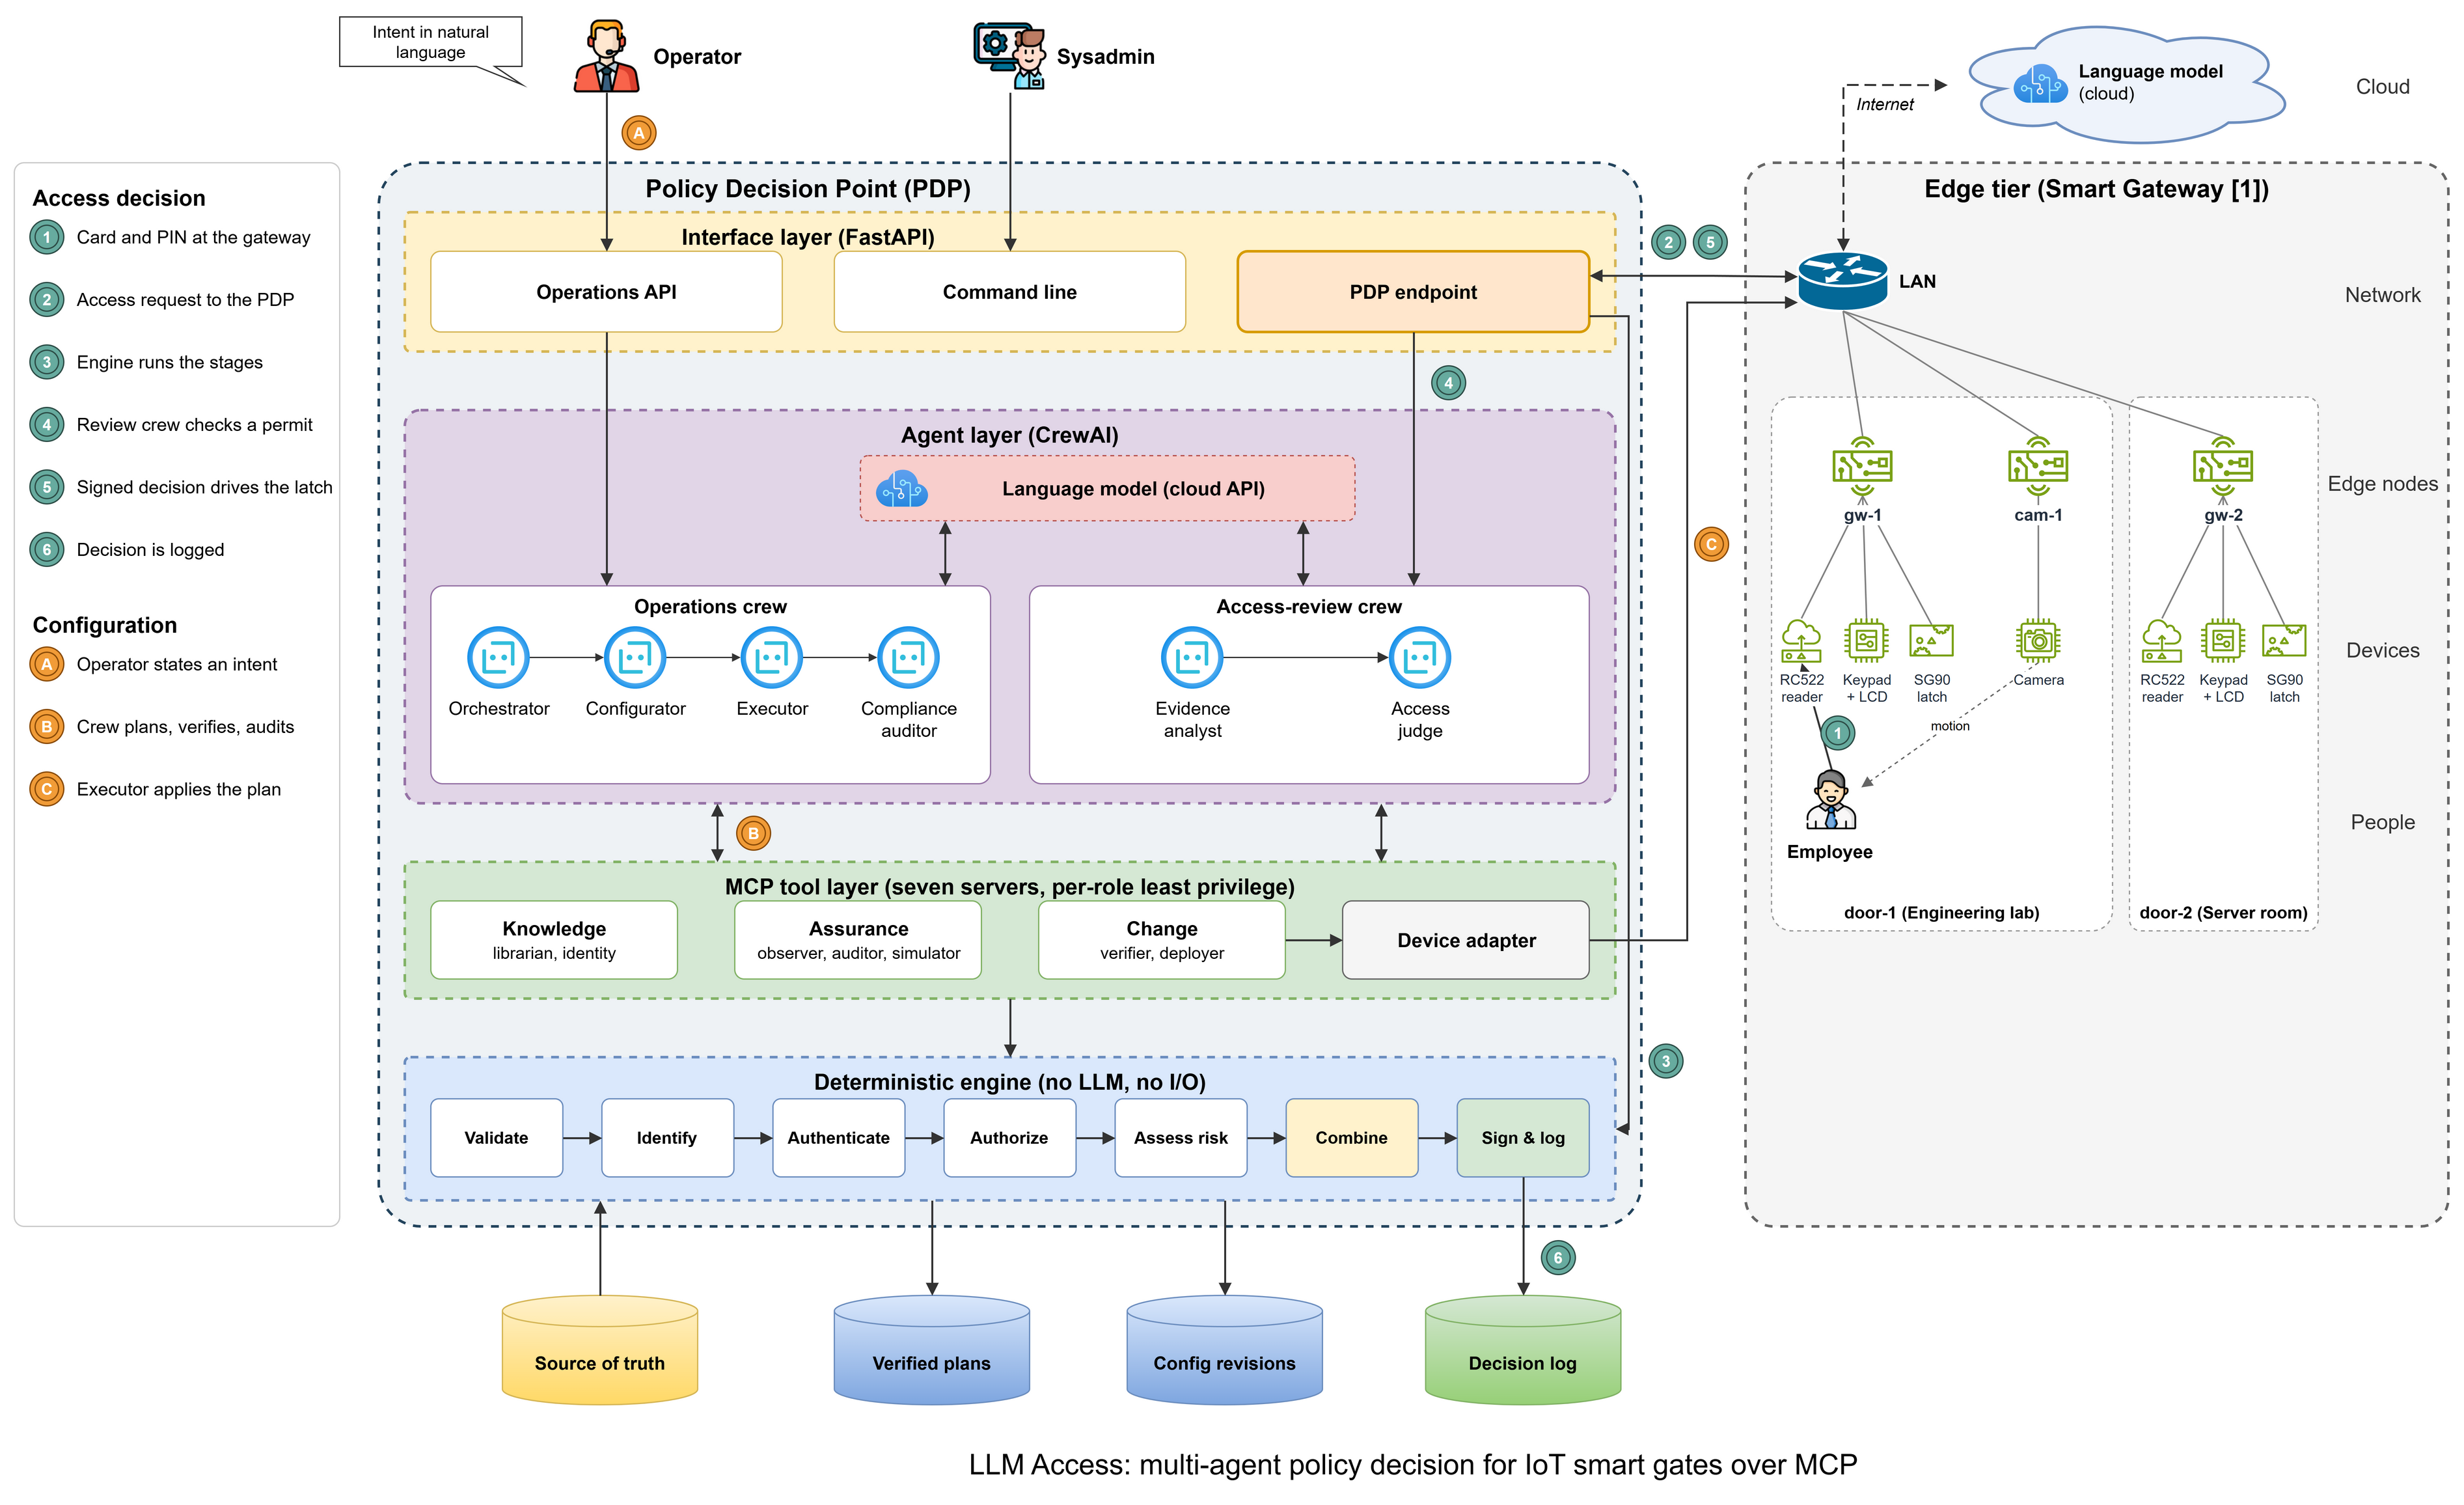 Intent in natural
language
Operator
Sysadmin
Language model
(cloud)
Internet
Cloud
Access decision
1 Card and PIN at the gateway
2 Access request to the PDP
3 Engine runs the stages
4 Review crew checks a permit
5 Signed decision drives the latch
6 Decision is logged
Configuration
A Operator states an intent
B Crew plans, verifies, audits
C Executor applies the plan
A
Policy Decision Point (PDP)
Interface layer (FastAPI)
Operations API
Command line
PDP endpoint
2 5
4
Agent layer (CrewAI)
Language model (cloud API)
Operations crew
Orchestrator
Configurator
Executor
Compliance
auditor
Access-review crew
Evidence
analyst
Access
judge
B
C
MCP tool layer (seven servers, per-role least privilege)
Knowledge
librarian, identity
Assurance
observer, auditor, simulator
Change
verifier, deployer
Device adapter
3
Deterministic engine (no LLM, no I/O)
Validate
Identify
Authenticate
Authorize
Assess risk
Combine
Sign & log
6
Source of truth
Verified plans
Config revisions
Decision log
Edge tier (Smart Gateway [1])
LAN
Network
gw-1
cam-1
gw-2
Edge nodes
RC522
reader
Keypad
+ LCD
SG90
latch
Camera
RC522
reader
Keypad
+ LCD
SG90
latch
Devices
1
motion
Employee
People
door-1 (Engineering lab)
door-2 (Server room)
LLM Access: multi-agent policy decision for IoT smart gates over MCP